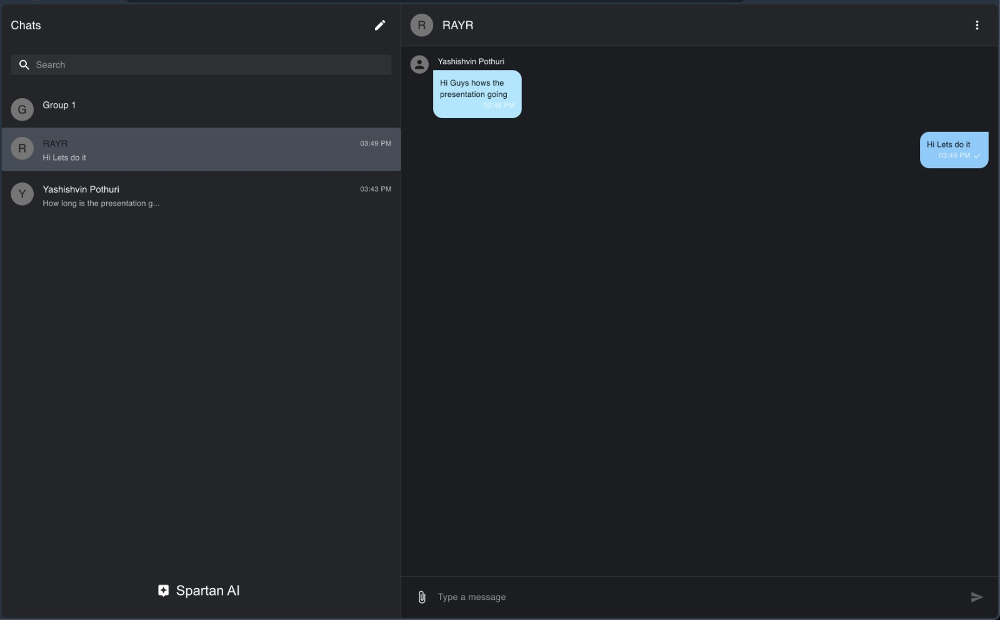 Chats
Search
G
Group 1
R
RAYR
03:49 PM
Hi Lets do it
Y
Yashishvin Pothuri
03:43 PM
How long is the presentation g...
Spartan AI
R
RAYR
Yashishvin Pothuri
Hi Guys hows the
presentation going
03:48 PM
Hi Lets do it
03:49 PM
Type a message